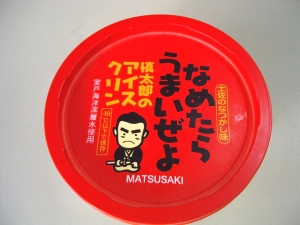 土佐のなつかし味
なめたら
うまいぜよ
慎太郎の
アイス
クリン
-18℃以下で保存
室戸海洋深層水使用
MATSUSAKI